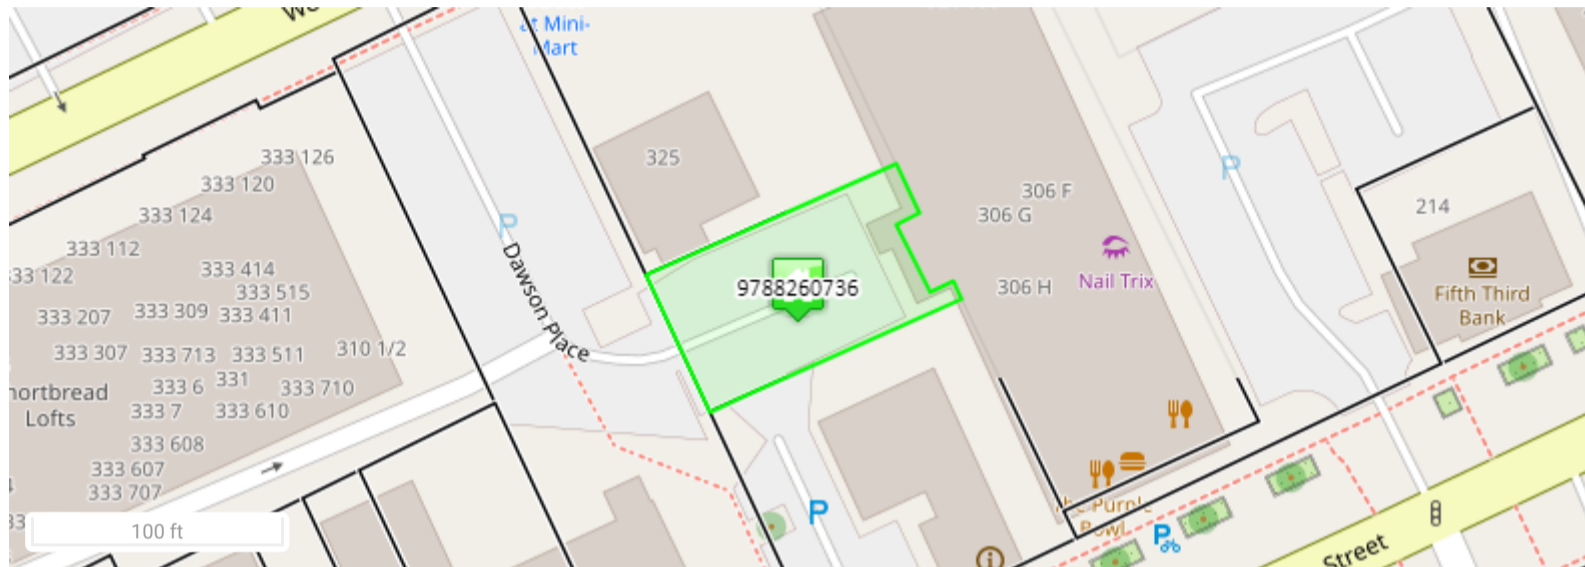 at Mini-
Mart
333 126
325
333 120
333 124
306 F
306 G
214
333 112
333 414
333 515
306 H
Nail Trix
Fifth Third
Bank
Dawson Place
9788260736
333 207
333 309
333 411
333 307
333 713
333 511
310 1/2
333 6
331
333 710
Lofts
333 7
333 610
333 608
333 607
333 707
P
P
P
P
100 ft
Bowl
Street